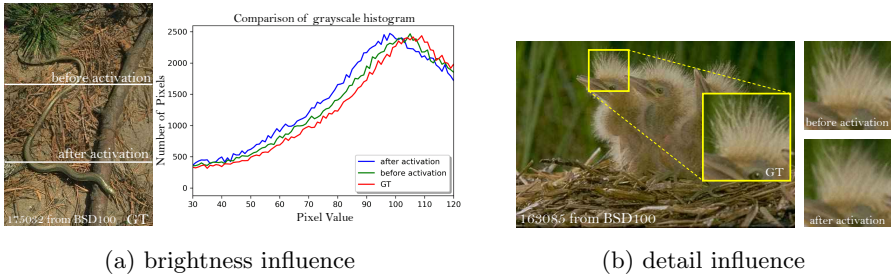 before activation
after activation
175032 from BSD100 GT
Comparison of grayscale histogram
Number of Pixels
2500
2000
1500
1000
500
0
after activation
before activation
GT
30 40 50 60 70 80 90 100 110 120
Pixel Value
(a) brightness influence
163085 from BSD100
GT
before activation
after activation
(b) detail influence